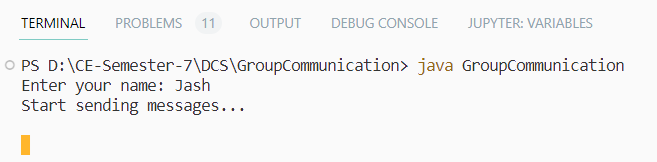 TERMINAL PROBLEMS 11 OUTPUT DEBUG CONSOLE JUPYTER: VARIABLES
PS D:\CE-Semester-7\DCS\GroupCommunication> java GroupCommunication
Enter your name: Jash
Start sending messages...